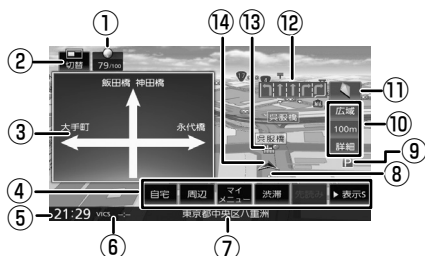 ①
⑭
⑬
⑫
②
切替
79/100
⑪
飯田橋 神田橋
呉服橋
広域
⑩
100m
詳細
③
大手町
永代橋
呉服橋
P
⑨
⑧
④
自宅
周辺
マイ
メニュー
渋滞
▶ 表示S
⑤
21:29
VICS
東京都中央区八重洲
⑥
⑦